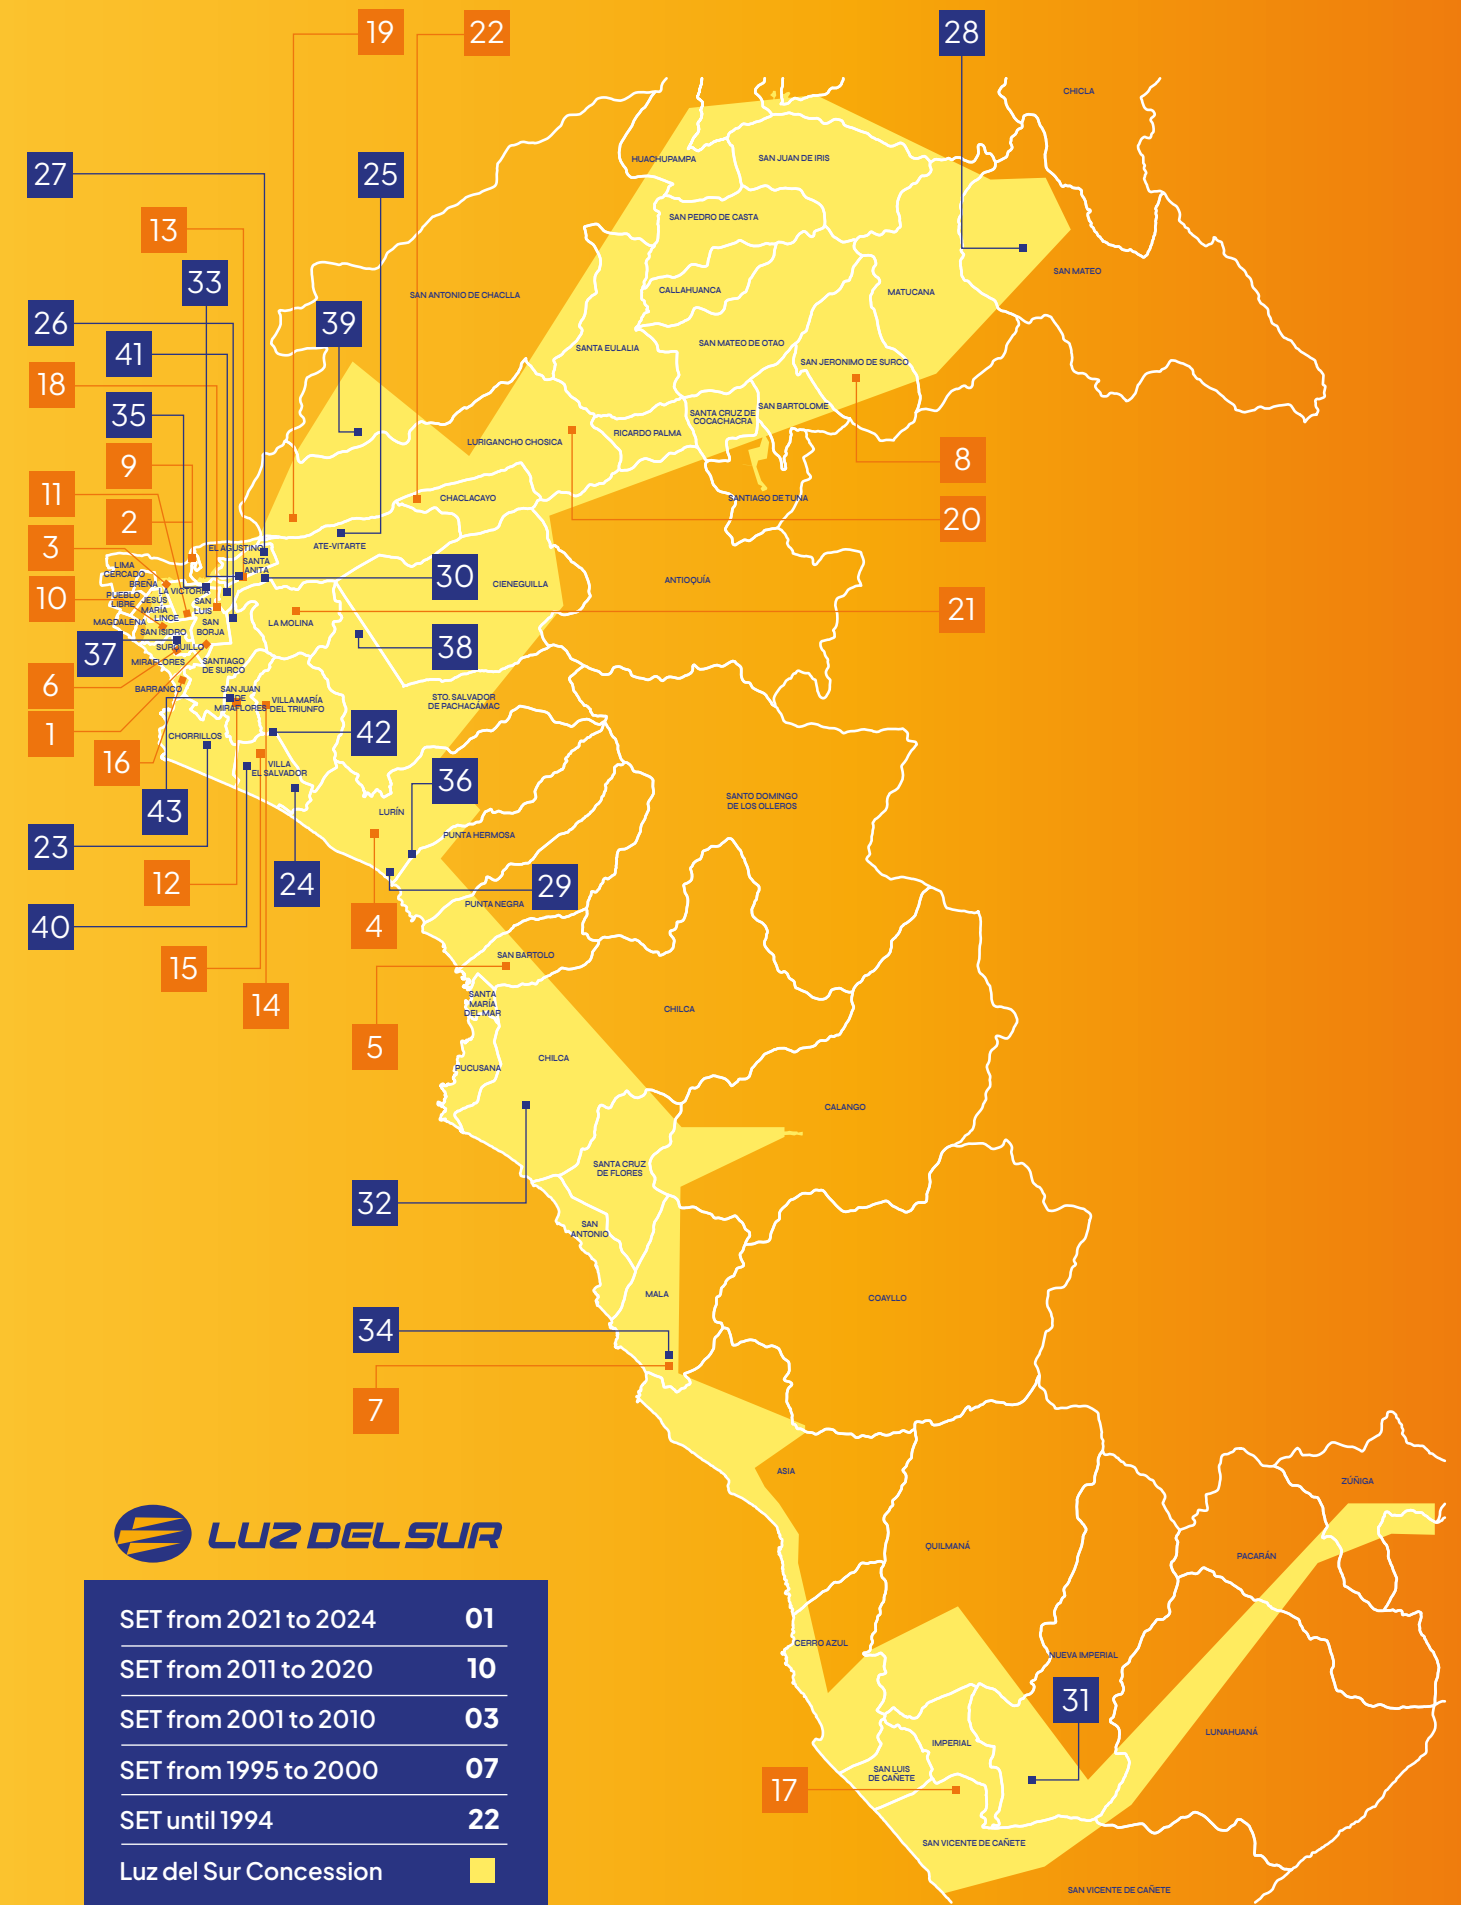 19
22
28
CHICLA
27
25
HUACHUPAMPA
SAN JUAN DE IRIS
13
SAN PEDRO DE CASTA
33
SAN MATEO
26
39
SAN ANTONIO DE CHACLLA
CALLAHUANCA
MATUCANA
41
SANTA EULALIA
SAN MATEO DE OTAO
SAN JERONIMO DE SURCO
18
35
SANTA CRUZ DE
COCACHACRA
SAN BARTOLOME
RICARDO PALMA
LURIGANCHO CHOSICA
9
8
11
CHACLACAYO
SANTIAGO DE TUNA
2
20
3
EL AGUSTINO
ATE-VITARTE
SANTA
ANITA
LIMA
CERCADO
BREÑA
30
CIENEGUILLA
ANTIOQUÍA
10
PUEBLO
LIBRE
LA VICTORIA
JESÚS
MARÍA
SAN
LUIS
21
MAGDALENA
LINCE
SAN ISIDRO
SAN
BORJA
LA MOLINA
37
SURQUILLO
38
MIRAFLORES
SANTIAGO
DE SURCO
6
BARRANCO
SAN JUAN
DE
MIRAFLORES
VILLA MARÍA
DEL TRIUNFO
STO. SALVADOR
DE PACHACÁMAC
1
CHORRILLOS
42
16
VILLA
EL SALVADOR
36
43
LURÍN
SANTO DOMINGO
DE LOS OLLEROS
PUNTA HERMOSA
23
12
24
29
40
4
PUNTA NEGRA
15
SAN BARTOLO
14
SANTA
MARÍA
DEL MAR
CHILCA
5
CHILCA
PUCUSANA
CALANGO
SANTA CRUZ
DE FLORES
32
SAN
ANTONIO
MALA
COAYLLO
34
7
ASIA
ZÚÑIGA
LUZ DEL SUR
QUILMANÁ
PACARÁN
SET from 2021 to 2024 01
SET from 2011 to 2020 10
SET from 2001 to 2010 03
SET from 1995 to 2000 07
SET until 1994 22
Luz del Sur Concession
CERRO AZUL
NUEVA IMPERIAL
31
LUNAHUANÁ
IMPERIAL
SAN LUIS
DE CAÑETE
17
SAN VICENTE DE CAÑETE
SAN VICENTE DE CAÑETE